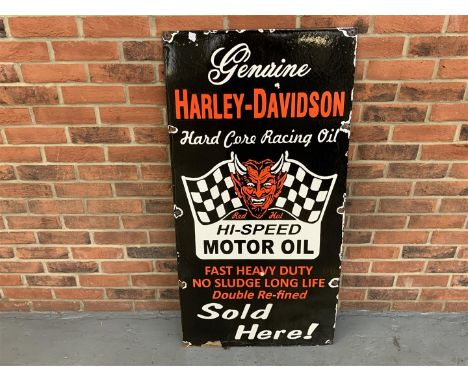 Genuine
HARLEY-DAVIDSON
Hard Core Racing Oil
Red Hot
HI-SPEED
MOTOR OIL
FAST HEAVY DUTY
NO SLUDGE LONG LIFE
Double Re-fined
Sold
Here!